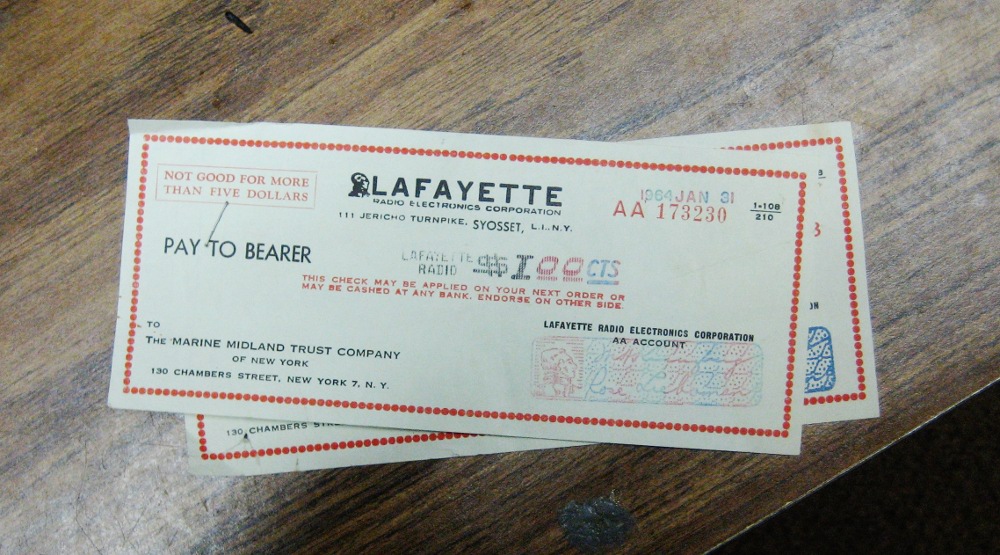 NOT GOOD FOR MORE
THAN FIVE DOLLARS
LAFAYETTE
RADIO ELECTRONICS CORPORATION
111 JERICHO TURNPIKE, SYOSSET, L.I., N.Y.
1964 JAN 31
AA 173230
1-108
210
PAY TO BEARER
LAFAYETTE
RADIO
$1 00 CTS
THIS CHECK MAY BE APPLIED ON YOUR NEXT ORDER OR
MAY BE CASHED AT ANY BANK. ENDORSE ON OTHER SIDE.
TO
THE MARINE MIDLAND TRUST COMPANY
OF NEW YORK
130 CHAMBERS STREET, NEW YORK 7, N. Y.
LAFAYETTE RADIO ELECTRONICS CORPORATION
AA ACCOUNT
130 CHAMBERS
3
ON